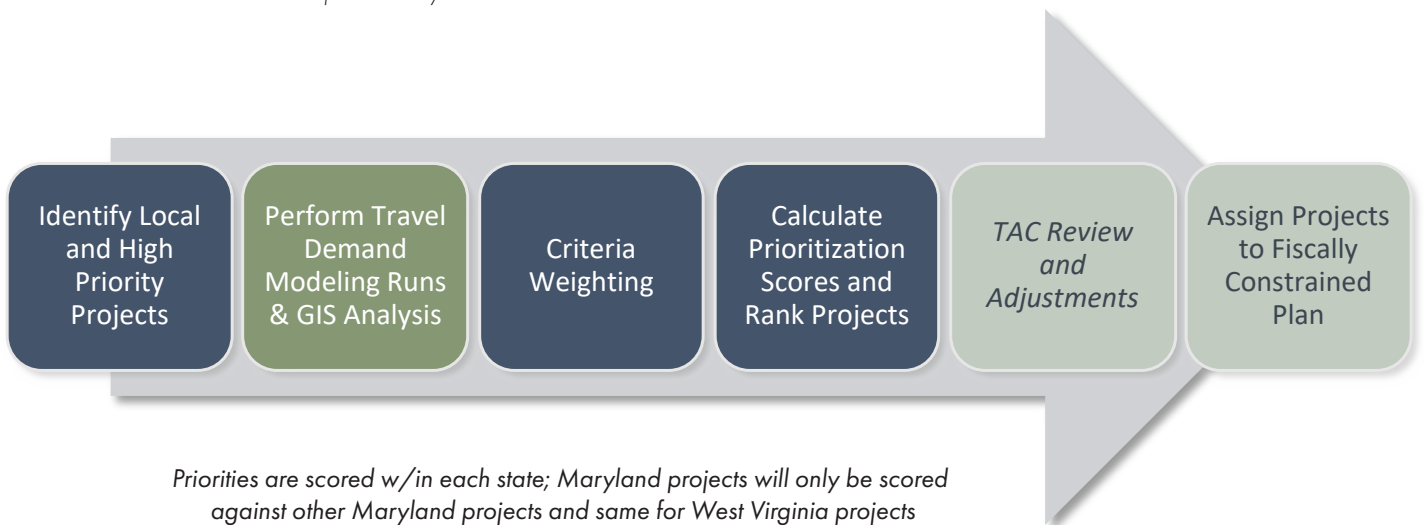 Identify Local
and High
Priority
Projects
Perform Travel
Demand
Modeling Runs
& GIS Analysis
Criteria
Weighting
Calculate
Prioritization
Scores and
Rank Projects
TAC Review
and
Adjustments
Assign Projects
to Fiscally
Constrained
Plan
Priorities are scored w/in each state; Maryland projects will only be scored
against other Maryland projects and same for West Virginia projects